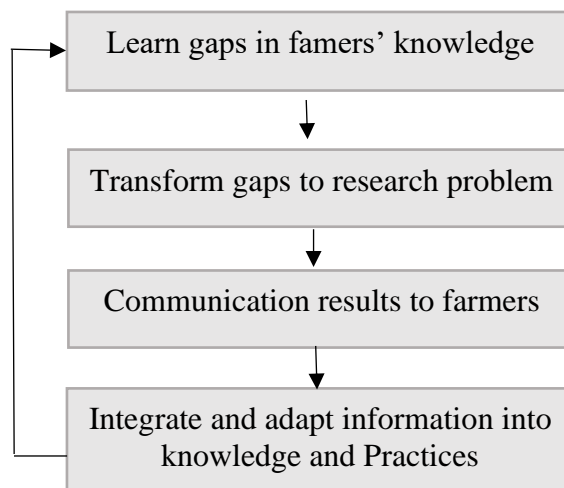 Learn gaps in famers’ knowledge
Transform gaps to research problem
Communication results to farmers
Integrate and adapt information into
knowledge and Practices